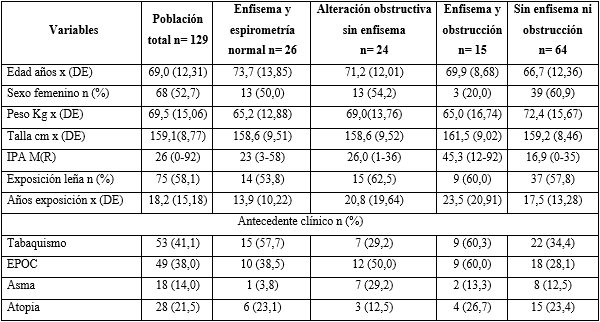 Variables | Población total n= 129 | Enfisema y espirometría normal n= 26 | Alteración obstructiva sin enfisema n= 24 | Enfisema y obstrucción n= 15 | Sin enfisema ni obstrucción n= 64
Edad años x (DE) | 69,0 (12,31) | 73,7 (13,85) | 71,2 (12,01) | 69,9 (8,68) | 66,7 (12,36)
Sexo femenino n (%) | 68 (52,7) | 13 (50,0) | 13 (54,2) | 3 (20,0) | 39 (60,9)
Peso Kg x (DE) | 69,5 (15,06) | 65,2 (12,88) | 69,0(13,76) | 65,0 (16,74) | 72,4 (15,67)
Talla cm x (DE) | 159,1(8,77) | 158,6 (9,51) | 158,6 (9,52) | 161,5 (9,02) | 159,2 (8,46)
IPA M(R) | 26 (0-92) | 23 (3-58) | 26,0 (1-36) | 45,3 (12-92) | 16,9 (0-35)
Exposición leña n (%) | 75 (58,1) | 14 (53,8) | 15 (62,5) | 9 (60,0) | 37 (57,8)
Años exposición x (DE) | 18,2 (15,18) | 13,9 (10,22) | 20,8 (19,64) | 23,5 (20,91) | 17,5 (13,28)
Antecedente clínico n (%)
Tabaquismo | 53 (41,1) | 15 (57,7) | 7 (29,2) | 9 (60,3) | 22 (34,4)
EPOC | 49 (38,0) | 10 (38,5) | 12 (50,0) | 9 (60,0) | 18 (28,1)
Asma | 18 (14,0) | 1 (3,8) | 7 (29,2) | 2 (13,3) | 8 (12,5)
Atopia | 28 (21,5) | 6 (23,1) | 3 (12,5) | 4 (26,7) | 15 (23,4)